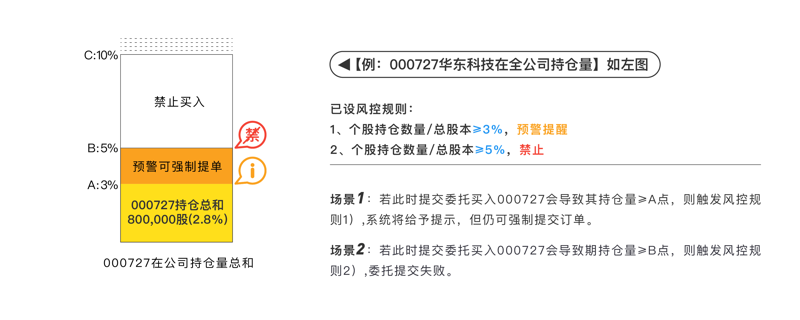 C:10%
禁止买入
B:5%
禁
预警可强制提单
i
A:3%
000727持仓总和
800,000股(2.8%)
000727在公司持仓量总和
【例：000727华东科技在全公司持仓量】如左图
已设风控规则：
1、个股持仓数量/总股本≥3%，预警提醒
2、个股持仓数量/总股本≥5%，禁止
场景1：若此时提交委托买入000727会导致其持仓量≥A点，则触发风控规
则1）,系统将给予提示，但仍可强制提交订单。
场景2：若此时提交委托买入000727会导致期持仓量≥B点，则触发风控规
则2）,委托提交失败。